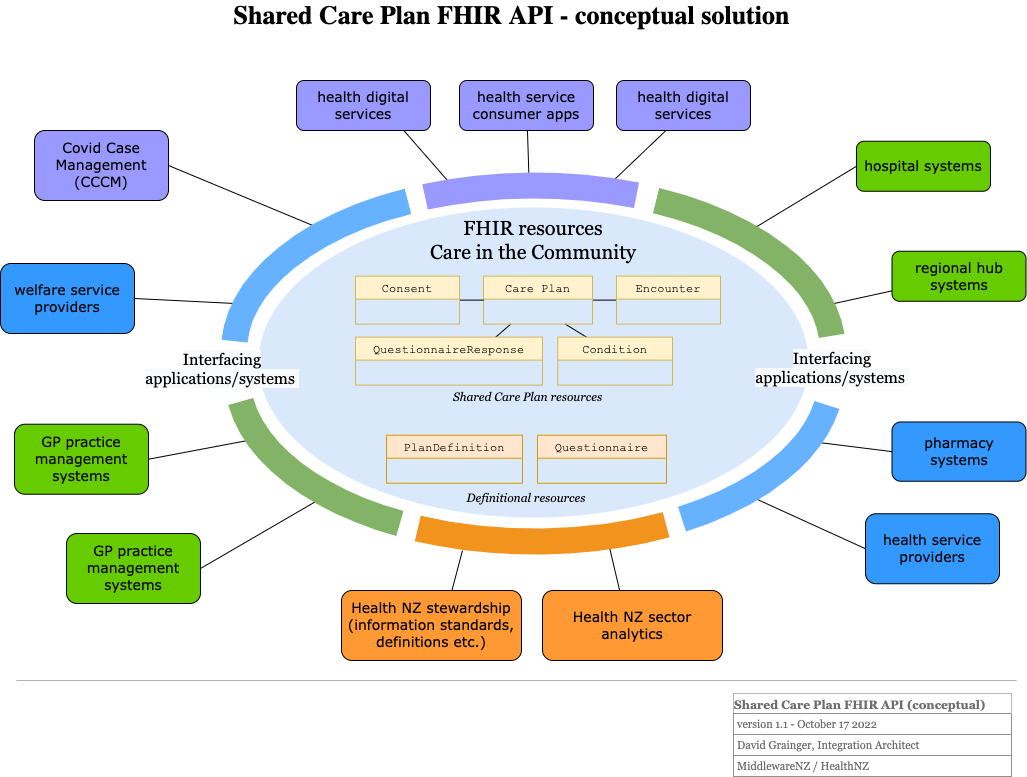 Shared Care Plan FHIR API - conceptual solution
health digital
services
health service
consumer apps
health digital
services
Covid Case
Management
(CCCM)
hospital systems
FHIR resources
Care in the Community
regional hub
systems
welfare service
providers
Consent
Care Plan
Encounter
QuestionnaireResponse
Condition
Interfacing
applications/systems
Interfacing
applications/systems
Shared Care Plan resources
GP practice
management
systems
PlanDefinition
Questionnaire
pharmacy
systems
Definitional resources
GP practice
management
systems
health service
providers
Health NZ stewardship
(information standards,
definitions etc.)
Health NZ sector
analytics
Shared Care Plan FHIR API (conceptual)
version 1.1 - October 17 2022
David Grainger, Integration Architect
MiddlewareNZ / HealthNZ